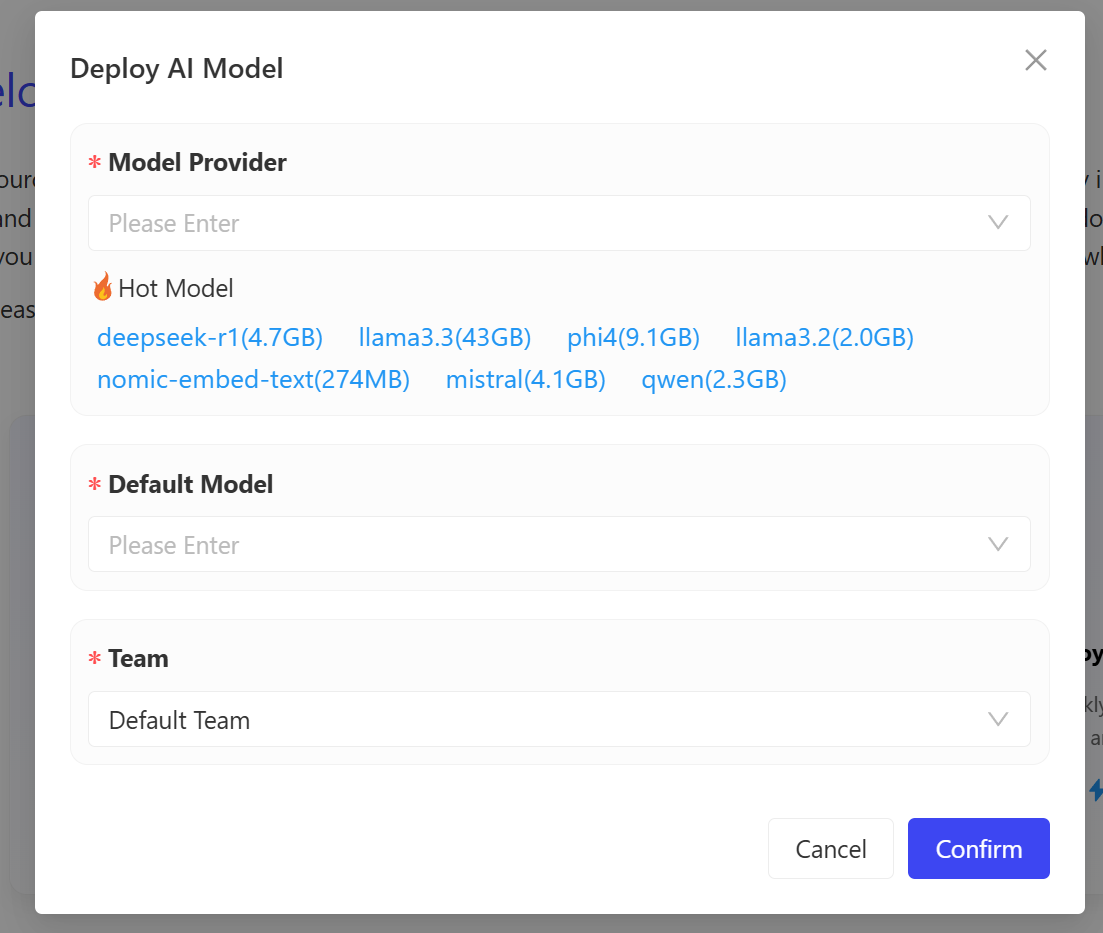 Deploy AI Model
* Model Provider
Please Enter
Hot Model
deepseek-r1(4.7GB) llama3.3(43GB) phi4(9.1GB) llama3.2(2.0GB)
nomic-embed-text(274MB) mistral(4.1GB) qwen(2.3GB)
* Default Model
Please Enter
* Team
Default Team
Cancel Confirm